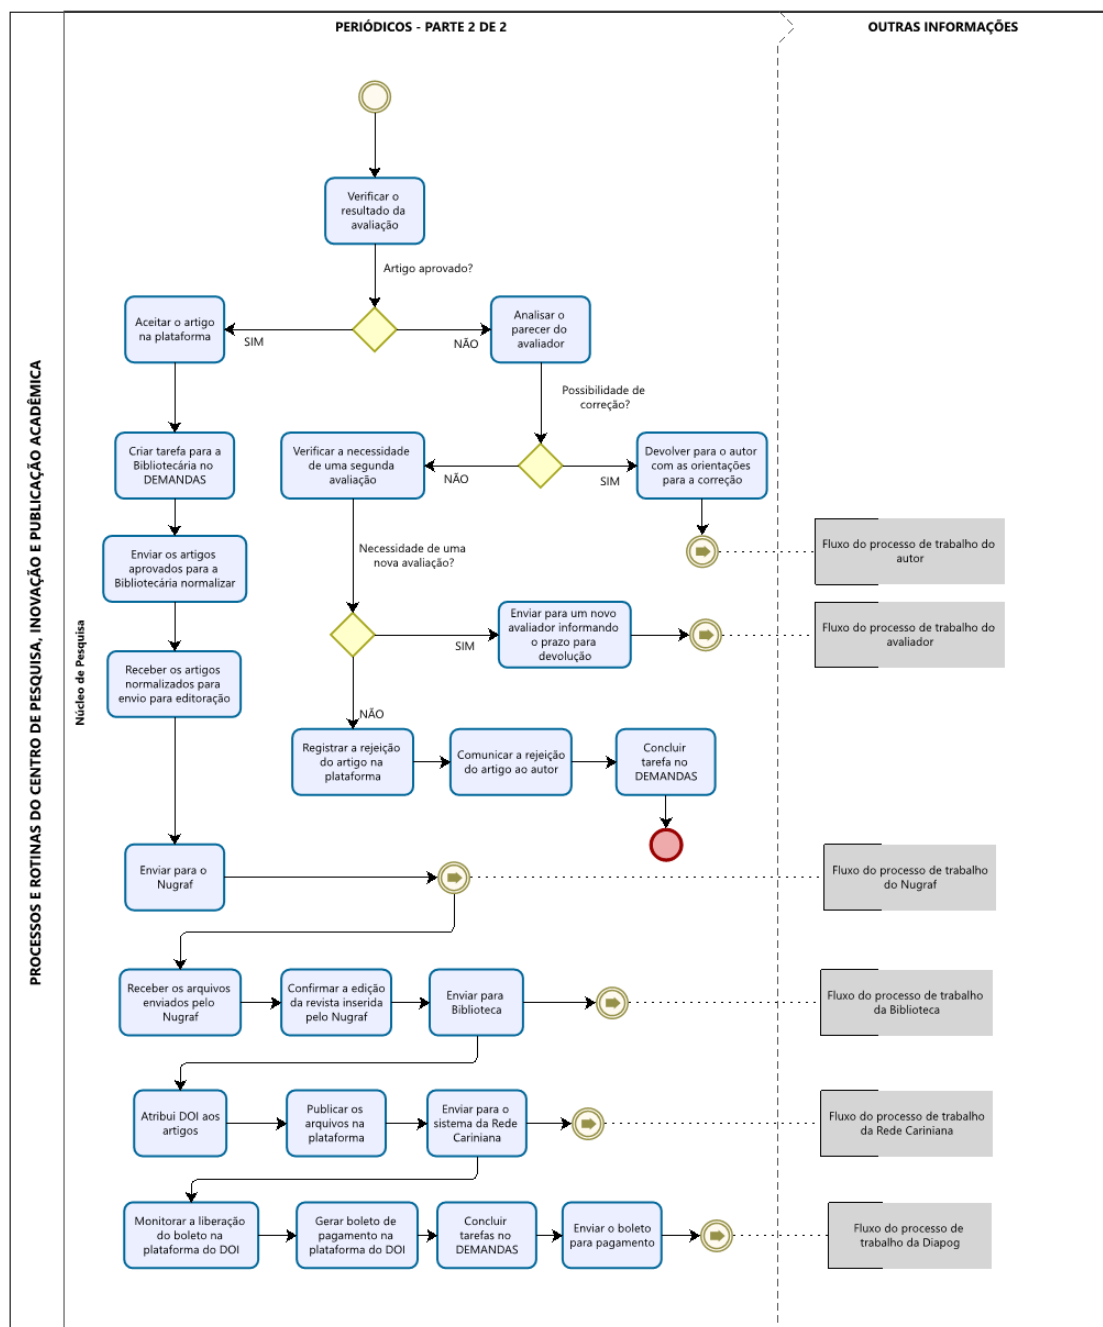 PERIÓDICOS - PARTE 2 DE 2
OUTRAS INFORMAÇÕES
PROCESSOS E ROTINAS DO CENTRO DE PESQUISA, INOVAÇÃO E PUBLICAÇÃO ACADÊMICA
Núcleo de Pesquisa
Verificar o
resultado da
avaliação
Artigo aprovado?
Aceitar o artigo
na plataforma
SIM
NÃO
Analisar o
parecer do
avaliador
Possibilidade de
correção?
Criar tarefa para a
Bibliotecária no
DEMANDAS
Verificar a necessidade
de uma segunda
avaliação
NÃO
SIM
Devolver para o autor
com as orientações
para a correção
Enviar os artigos
aprovados para a
Bibliotecária normalizar
Necessidade de uma
nova avaliação?
Fluxo do processo de trabalho do
autor
Receber os artigos
normalizados para
envio para editoração
SIM
Enviar para um novo
avaliador informando
o prazo para
devolução
Fluxo do processo de trabalho do
avaliador
NÃO
Registrar a rejeição
do artigo na
plataforma
Comunicar a rejeição
do artigo ao autor
Concluir
tarefa no
DEMANDAS
Enviar para o
Nugraf
Fluxo do processo de trabalho
do Nugraf
Receber os arquivos
enviados pelo
Nugraf
Confirmar a edição
da revista inserida
pelo Nugraf
Enviar para
Biblioteca
Fluxo do processo de trabalho
da Biblioteca
Atribui DOI aos
artigos
Publicar os
arquivos na
plataforma
Enviar para o
sistema da Rede
Cariniana
Fluxo do processo de trabalho
da Rede Cariniana
Monitorar a liberação
do boleto na
plataforma do DOI
Gerar boleto de
pagamento na
plataforma do DOI
Concluir
tarefas no
DEMANDAS
Enviar o boleto
para pagamento
Fluxo do processo de
trabalho da Diapog